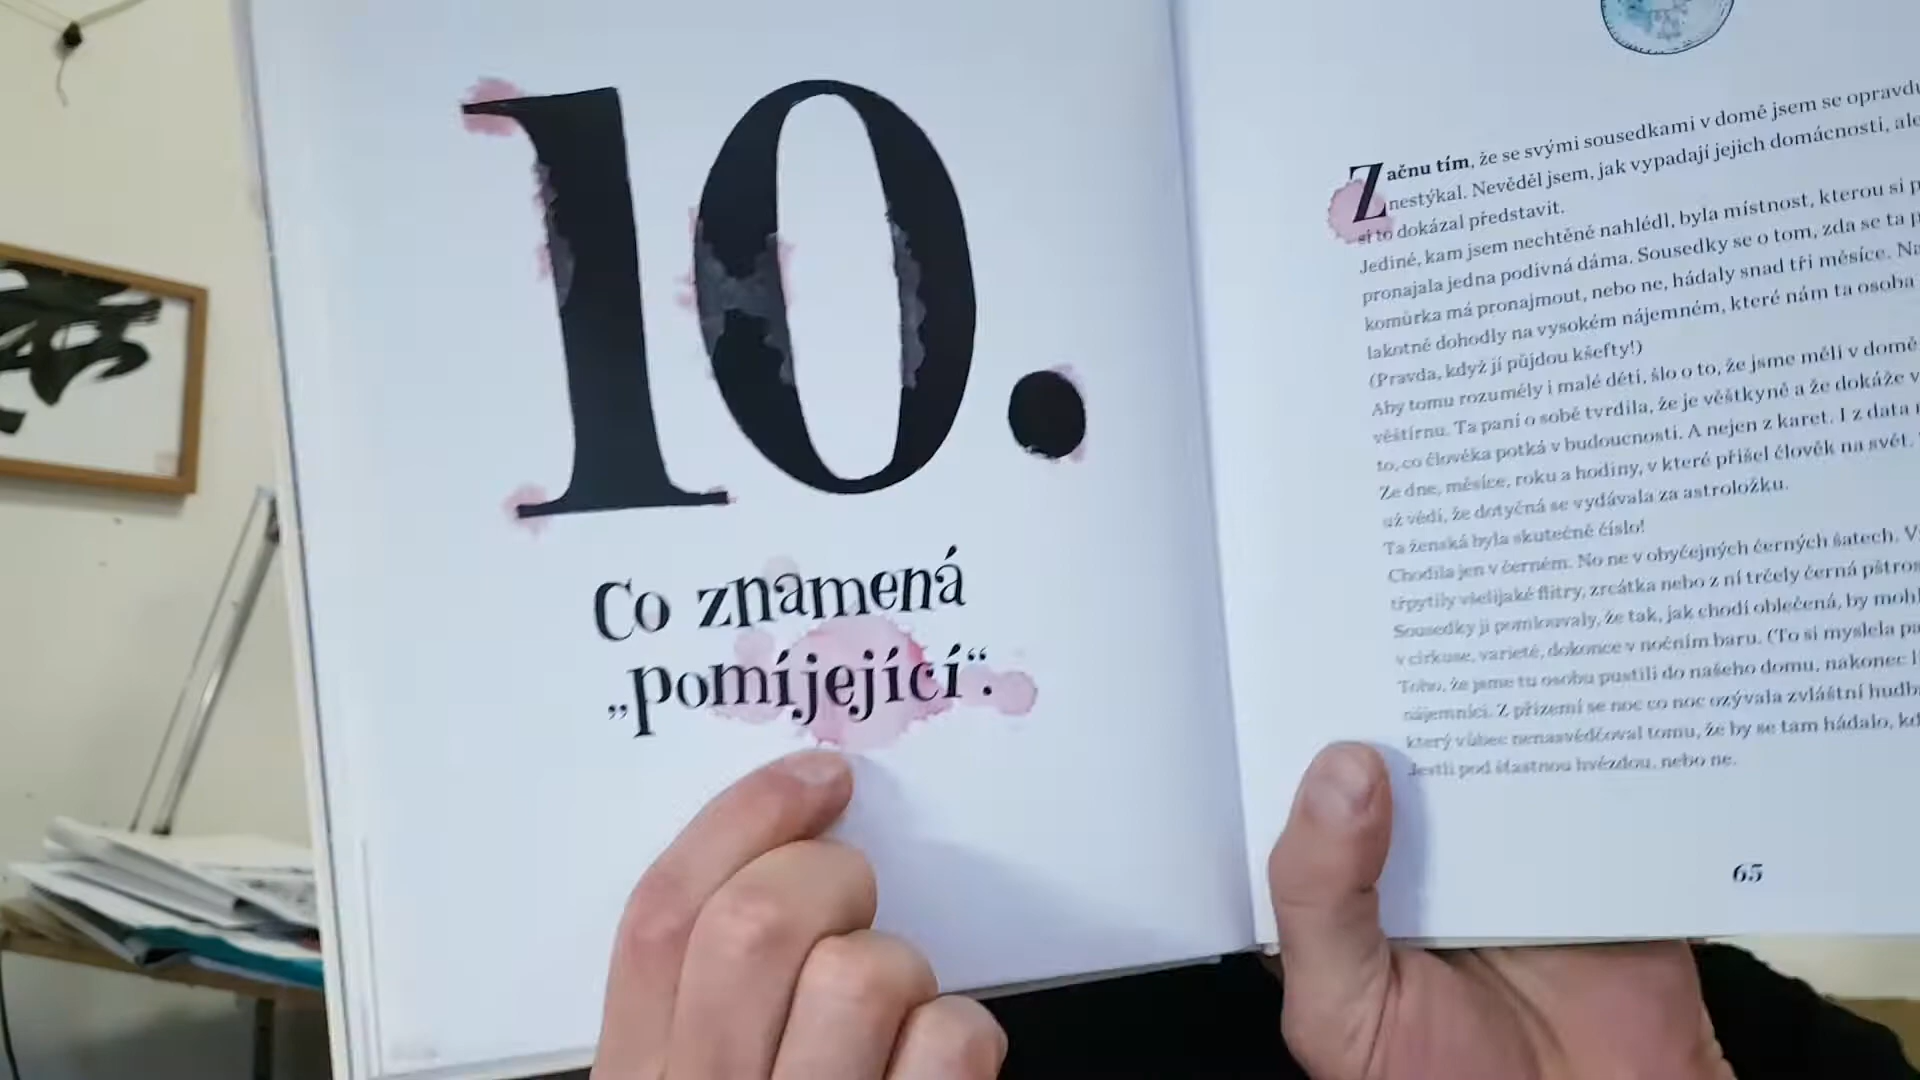 10.
Co znamená
„pomíjející“.
Začnu tím, že se svými sousedkami v domě jsem se opravdu
nestýkal. Nevěděl jsem, jak vypadají jejich domácnosti, ale
si to dokázal představit.
Jediné, kam jsem nechtěně nahlédl, byla místnost, kterou si p
pronajala jedna podivná dáma. Sousedky se o tom, zda se ta p
komůrka má pronajmout, nebo ne, hádaly snad tři měsíce. Na
lakotně dohodly na vysokém nájemném, které nám ta osoba
(Pravda, když jí půjdou kšefty!)
Aby tomu rozuměly i malé děti, šlo o to, že jsme měli v domě
věštírnu. Ta paní o sobě tvrdila, že je věštkyně a že dokáže v
to, co člověka potká v budoucnosti. A nejen z karet. I z data
Ze dne, měsíce, roku a hodiny, v které přišel člověk na svět.
už vědí, že dotyčná se vydávala za astroložku.
Ta ženská byla skutečně číslo!
Chodila jen v černém. No ne v obyčejných černých šatech. V
třpytily všelijaké flitry, zrcátka nebo z ní trčely černá pštros
Sousedky ji pomlouvaly, že tak, jak chodí oblečená, by mohl
v cirkuse, varieté, dokonce v nočním baru. (To si myslela pa
Toho, že jsme tu osobu pustili do našeho domu, nakonec l
nájemníci. Z přízemí se noc co noc ozývala zvláštní hudb
který vůbec nenasvědčoval tomu, že by se tam hádalo, kd
Jestli pod šťastnou hvězdou, nebo ne.
65